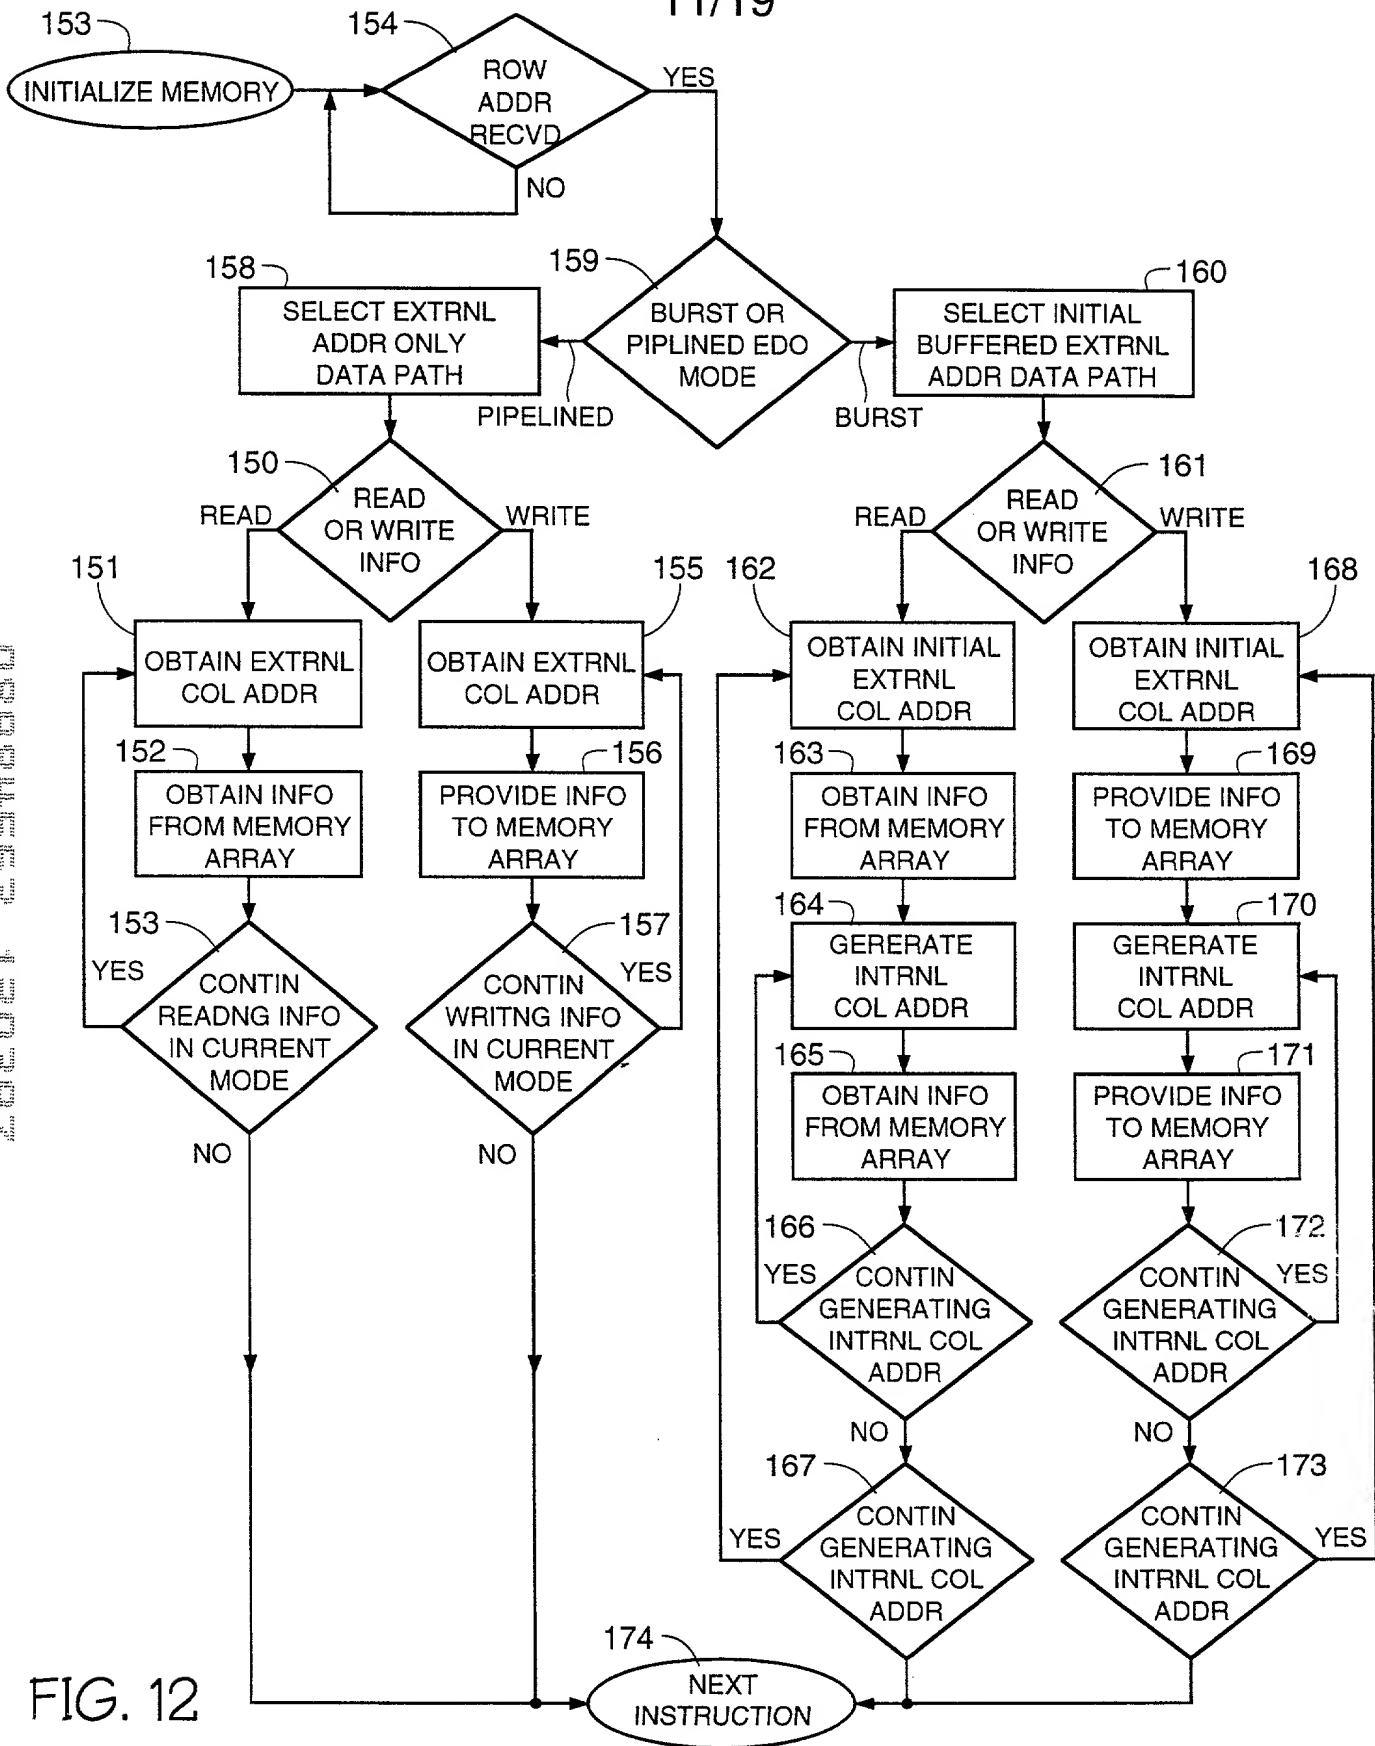 11/19
153
154
INITIALIZE MEMORY
ROW
ADDR
RECVD
YES
NO
158
159
160
SELECT EXTRNL
ADDR ONLY
DATA PATH
BURST OR
PIPLINED EDO
MODE
SELECT INITIAL
BUFFERED EXTRNL
ADDR DATA PATH
PIPELINED
BURST
150
161
READ
READ
OR WRITE
INFO
WRITE
READ
READ
OR WRITE
INFO
WRITE
151
155
162
168
OBTAIN EXTRNL
COL ADDR
OBTAIN EXTRNL
COL ADDR
OBTAIN INITIAL
EXTRNL
COL ADDR
OBTAIN INITIAL
EXTRNL
COL ADDR
152
156
163
169
OBTAIN INFO
FROM MEMORY
ARRAY
PROVIDE INFO
TO MEMORY
ARRAY
OBTAIN INFO
FROM MEMORY
ARRAY
PROVIDE INFO
TO MEMORY
ARRAY
153
157
164
170
YES
CONTIN
READNG INFO
IN CURRENT
MODE
CONTIN
WRITNG INFO
IN CURRENT
MODE
YES
GERERATE
INTRNL
COL ADDR
GERERATE
INTRNL
COL ADDR
165
171
OBTAIN INFO
FROM MEMORY
ARRAY
PROVIDE INFO
TO MEMORY
ARRAY
NO
NO
166
172
YES
CONTIN
GENERATING
INTRNL COL
ADDR
CONTIN
GENERATING
INTRNL COL
ADDR
YES
NO
NO
167
173
YES
CONTIN
GENERATING
INTRNL COL
ADDR
CONTIN
GENERATING
INTRNL COL
ADDR
YES
174
NEXT
INSTRUCTION
FIG. 12